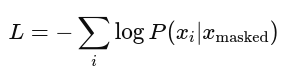 L = − ∑_i log P(x_i|x_masked)